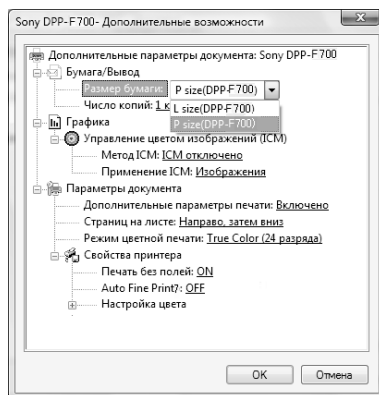 Sony DPP-F700- Дополнительные возможности
Дополнительные параметры документа: Sony DPP-F700
Бумага/Вывод
Размер бумаги: P size(DPP-F700)
L size(DPP-F700)
Число копий: 1 к
P size(DPP-F700)
Графика
Управление цветом изображений (ICM)
Метод ICM: ICM отключено
Применение ICM: Изображения
Параметры документа
Дополнительные параметры печати: Включено
Страниц на листе: Направо, затем вниз
Режим цветной печати: True Color (24 разряда)
Свойства принтера
Печать без полей: ON
Auto Fine Print?: OFF
Настройка цвета
OK Отмена